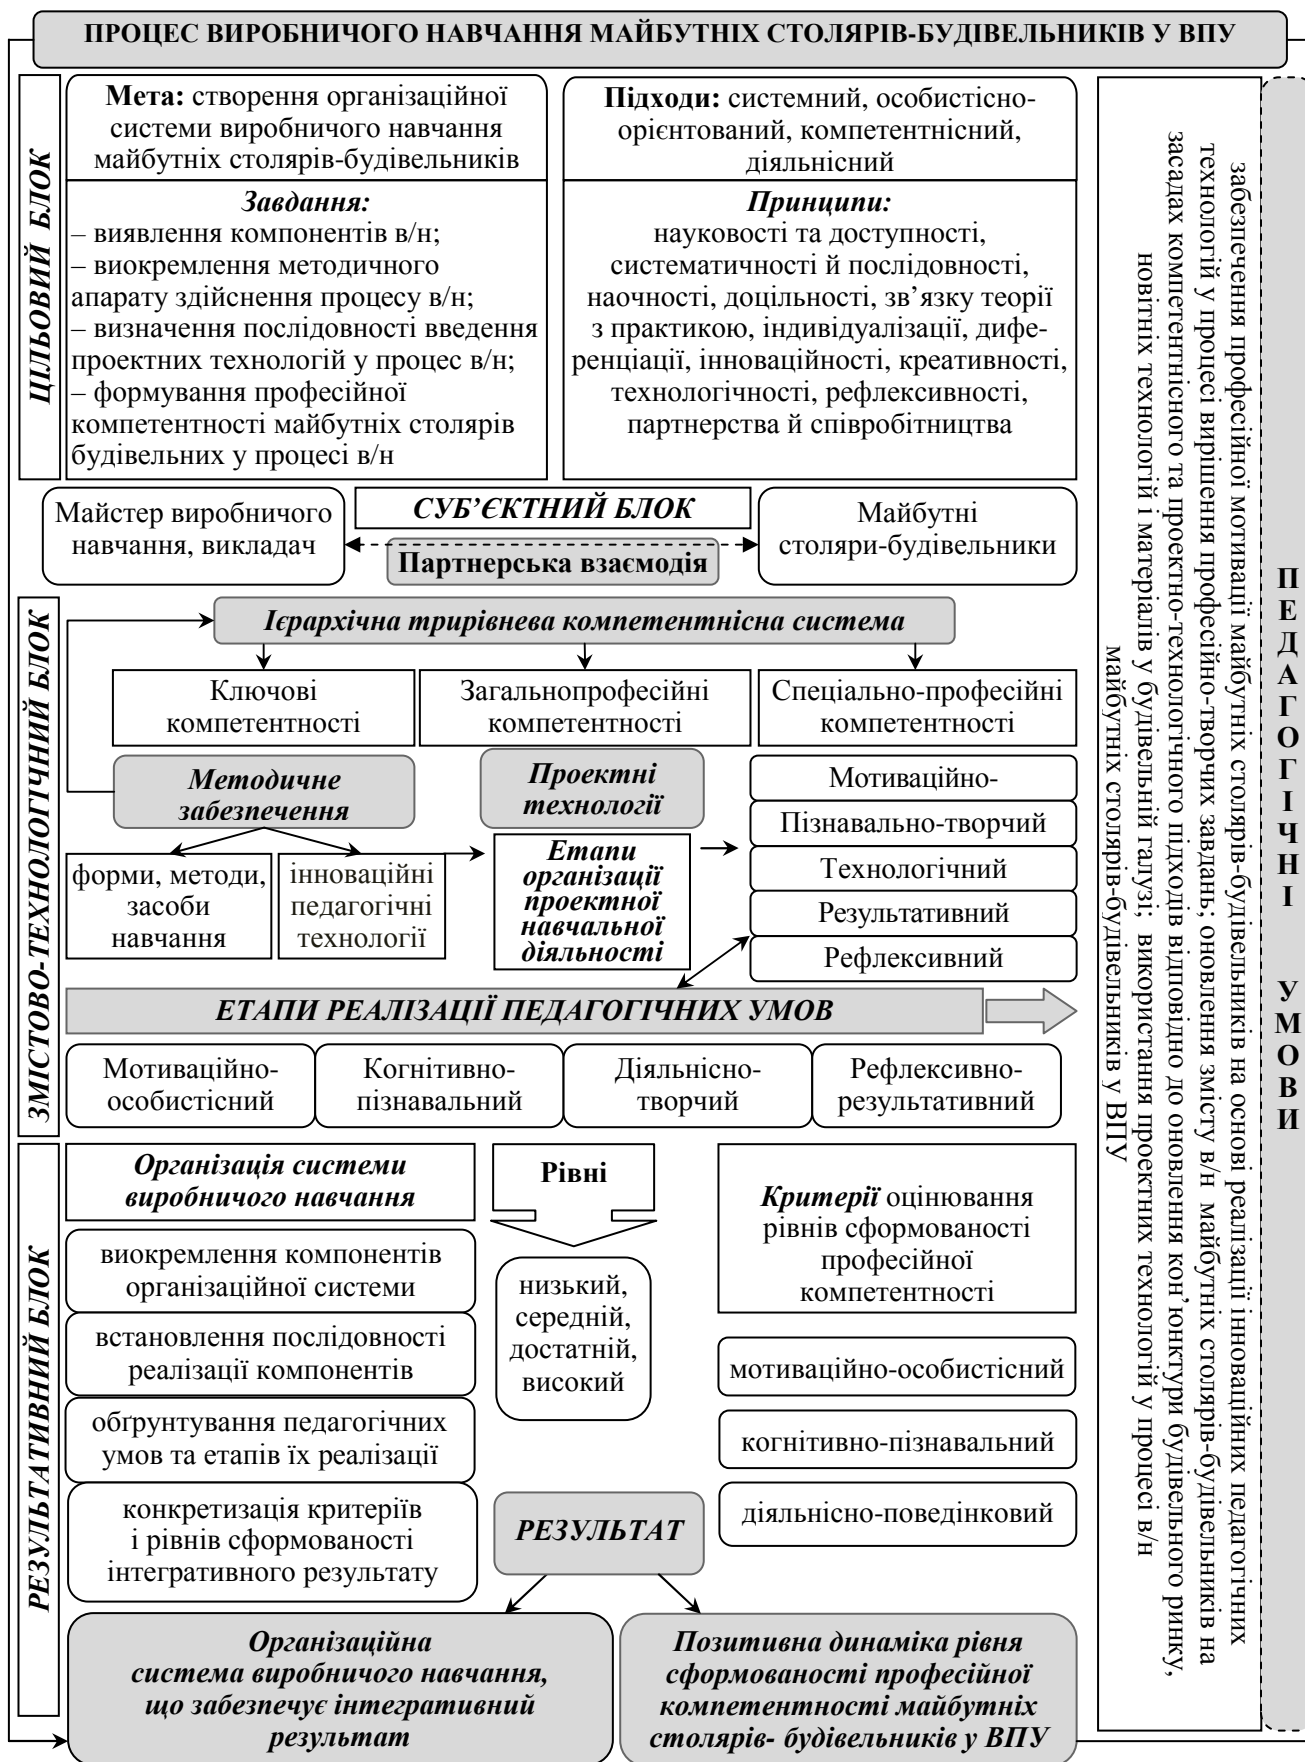 ПРОЦЕС ВИРОБНИЧОГО НАВЧАННЯ МАЙБУТНІХ СТОЛЯРІВ-БУДІВЕЛЬНИКІВ У ВПУ
ЦІЛЬОВИЙ БЛОК
Мета: створення організаційної
системи виробничого навчання
майбутніх столярів-будівельників
Завдання:
– виявлення компонентів в/н;
– виокремлення методичного
апарату здійснення процесу в/н;
– визначення послідовності введення
проектних технологій у процес в/н;
– формування професійної
компетентності майбутніх столярів
будівельних у процесі в/н
Підходи: системний, особистісно-
орієнтований, компетентнісний,
діяльнісний
Принципи:
науковості та доступності,
систематичності й послідовності,
наочності, доцільності, зв’язку теорії
з практикою, індивідуалізації, дифе-
ренціації, інноваційності, креативності,
технологічності, рефлексивності,
партнерства й співробітництва
СУБ’ЄКТНИЙ БЛОК
Майстер виробничого
навчання, викладач
Партнерська взаємодія
Майбутні
столяри-будівельники
ЗМІСТОВО-ТЕХНОЛОГІЧНИЙ БЛОК
Ієрархічна трирівнева компетентнісна система
Ключові
компетентності
Загальнопрофесійні
компетентності
Спеціально-професійні
компетентності
Методичне
забезпечення
форми, методи,
засоби
навчання
інноваційні
педагогічні
технології
Проектні
технології
Етапи
організації
проектної
навчальної
діяльності
Мотиваційно-
Пізнавально-творчий
Технологічний
Результативний
Рефлексивний
ЕТАПИ РЕАЛІЗАЦІЇ ПЕДАГОГІЧНИХ УМОВ
Мотиваційно-
особистісний
Когнітивно-
пізнавальний
Діяльнісно-
творчий
Рефлексивно-
результативний
РЕЗУЛЬТАТИВНИЙ БЛОК
Організація системи
виробничого навчання
виокремлення компонентів
організаційної системи
встановлення послідовності
реалізації компонентів
обґрунтування педагогічних
умов та етапів їх реалізації
конкретизація критеріїв
і рівнів сформованості
інтегративного результату
Рівні
низький,
середній,
достатній,
високий
Критерії оцінювання
рівнів сформованості
професійної
компетентності
мотиваційно-особистісний
когнітивно-пізнавальний
діяльнісно-поведінковий
РЕЗУЛЬТАТ
Організаційна
система виробничого навчання,
що забезпечує інтегративний
результат
Позитивна динаміка рівня
сформованості професійної
компетентності майбутніх
столярів- будівельників у ВПУ
забезпечення професійної мотивації майбутніх столярів-будівельників на основі реалізації інноваційних педагогічних
технологій у процесі вирішення професійно-творчих завдань; оновлення змісту в/н майбутніх столярів-будівельників на
засадах компетентнісного та проектно-технологічного підходів відповідно до оновлення кон’юнктури будівельного ринку,
новітніх технологій і матеріалів у будівельній галузі; використання проектних технологій у процесі в/н
майбутніх столярів-будівельників у ВПУ
ПЕДАГОГІЧНІ УМОВИ